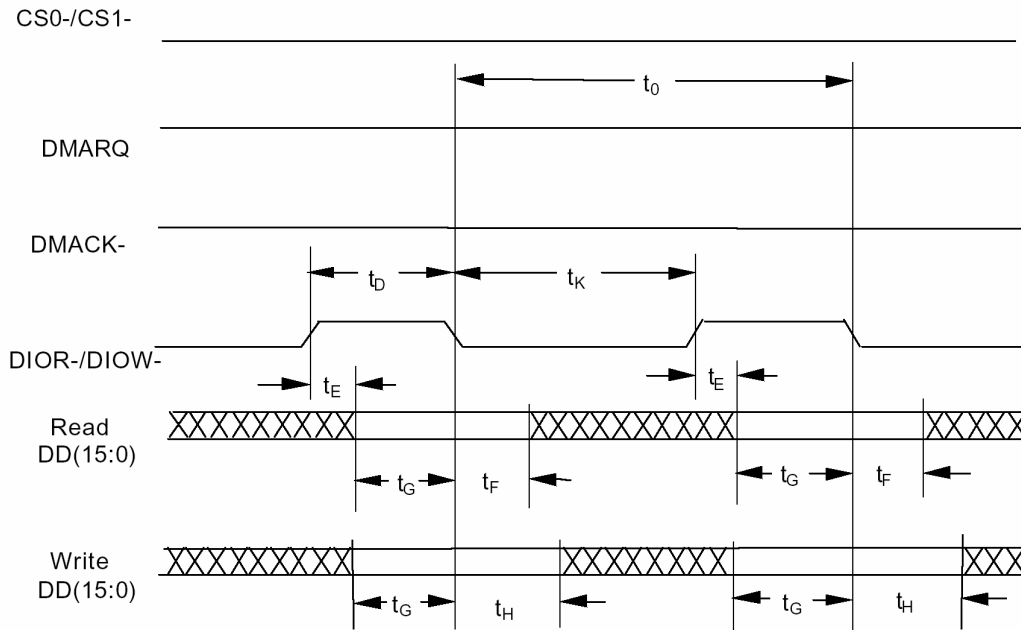 CS0-/CS1-
t0
DMARQ
DMACK-
tD
tK
DIOR-/DIOW-
tE
tE
Read
DD(15:0)
tG
tF
tG
tF
Write
DD(15:0)
tG
tH
tG
tH